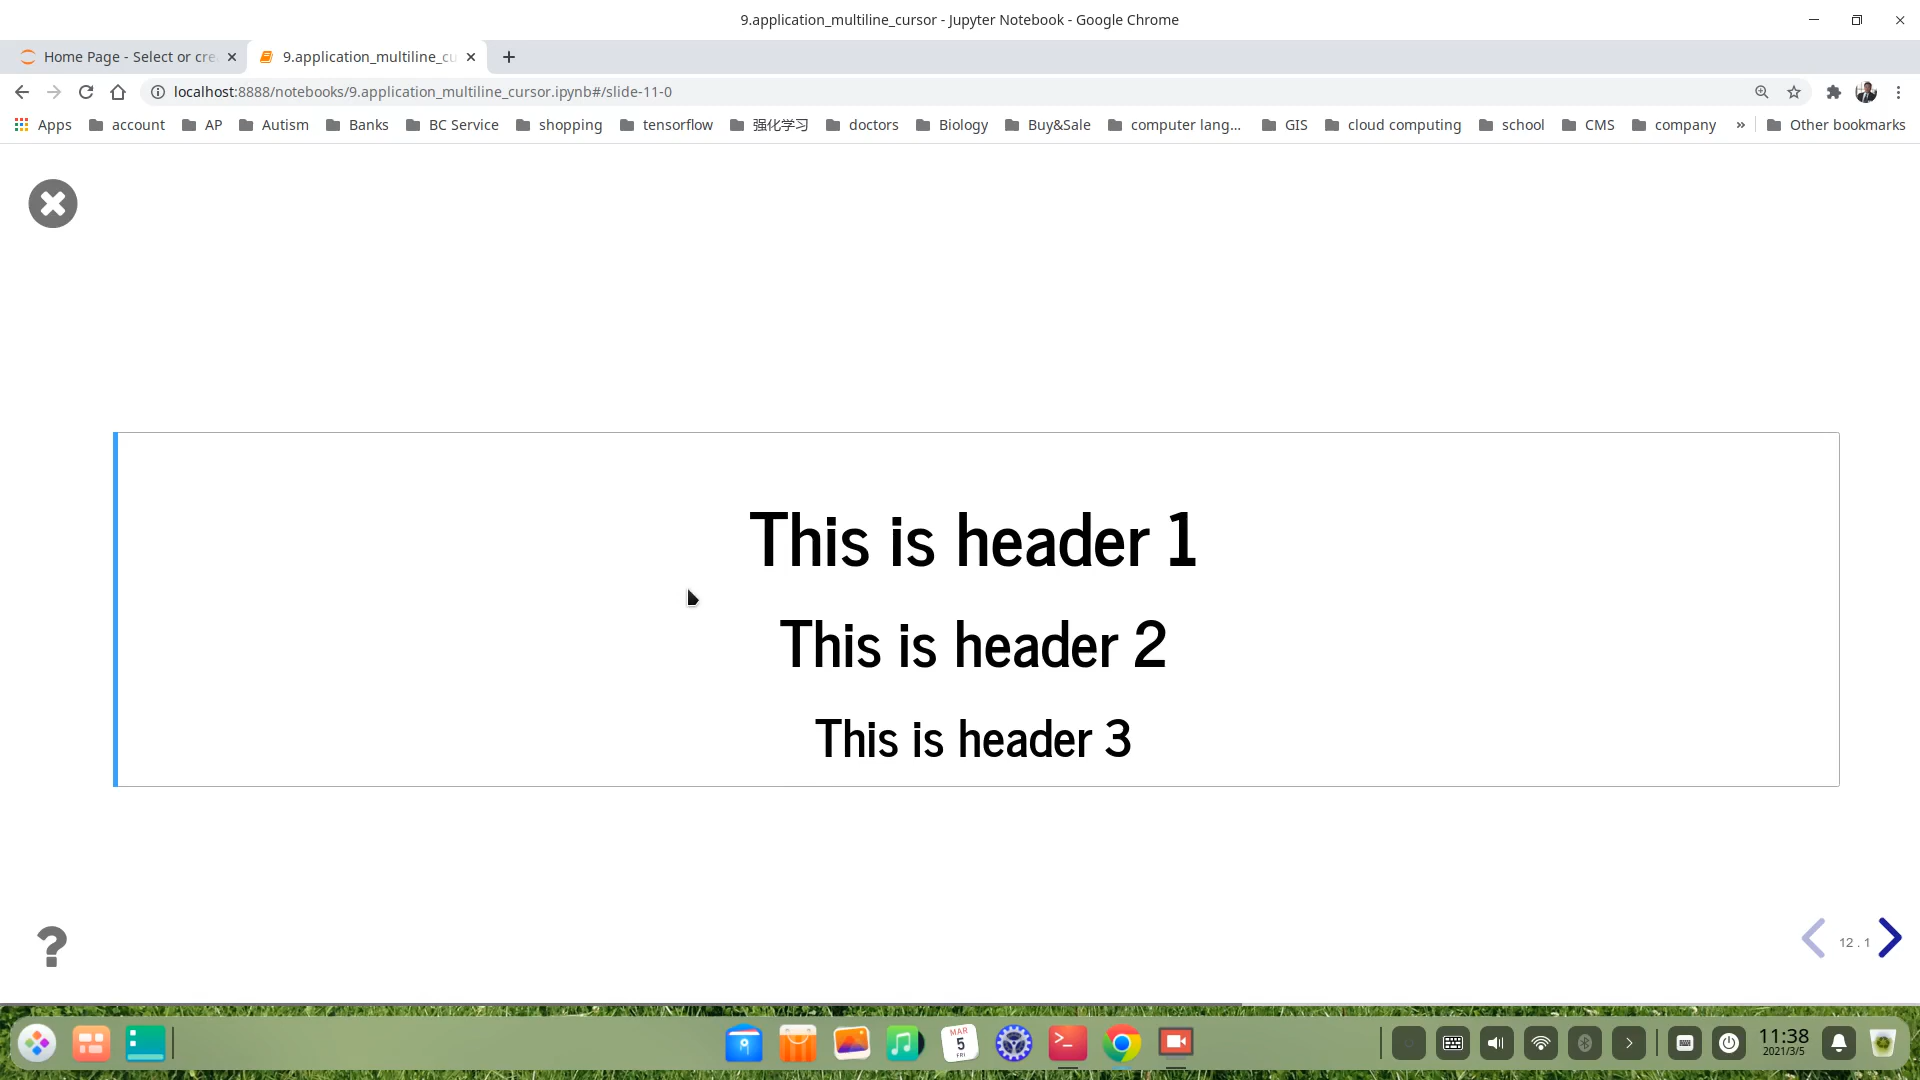 9.application_multiline_cursor - Jupyter Notebook - Google Chrome
Home Page - Select or cre
9.application_multiline_cu
localhost:8888/notebooks/9.application_multiline_cursor.ipynb#/slide-11-0
Apps account AP Autism Banks BC Service shopping tensorflow 强化学习 doctors Biology Buy&Sale computer lang... GIS cloud computing school CMS company » Other bookmarks
This is header 1
This is header 2
This is header 3
?
12 . 1
MAR
5
FRI
11:38
2021/3/5